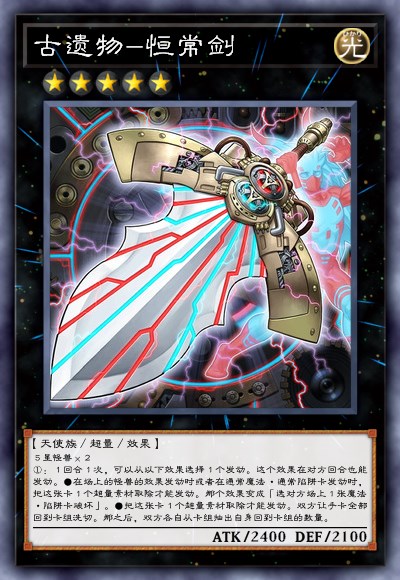 古遗物－恒常剑
光
【天使族／超量／效果】
５星怪兽×２
①：１回合１次，可以从以下效果选择１个发动。这个效果在对方回合也能
发动。●在场上的怪兽的效果发动时或者在通常魔法·通常陷阱卡发动时，
把这张卡１个超量素材取除才能发动。那个效果变成「选对方场上１张魔法
·陷阱卡破坏」。●把这张卡１个超量素材取除才能发动。双方让手卡全部
回到卡组洗切。那之后，双方各自从卡组抽出自身回到卡组的数量。
ATK/2400 DEF/2100